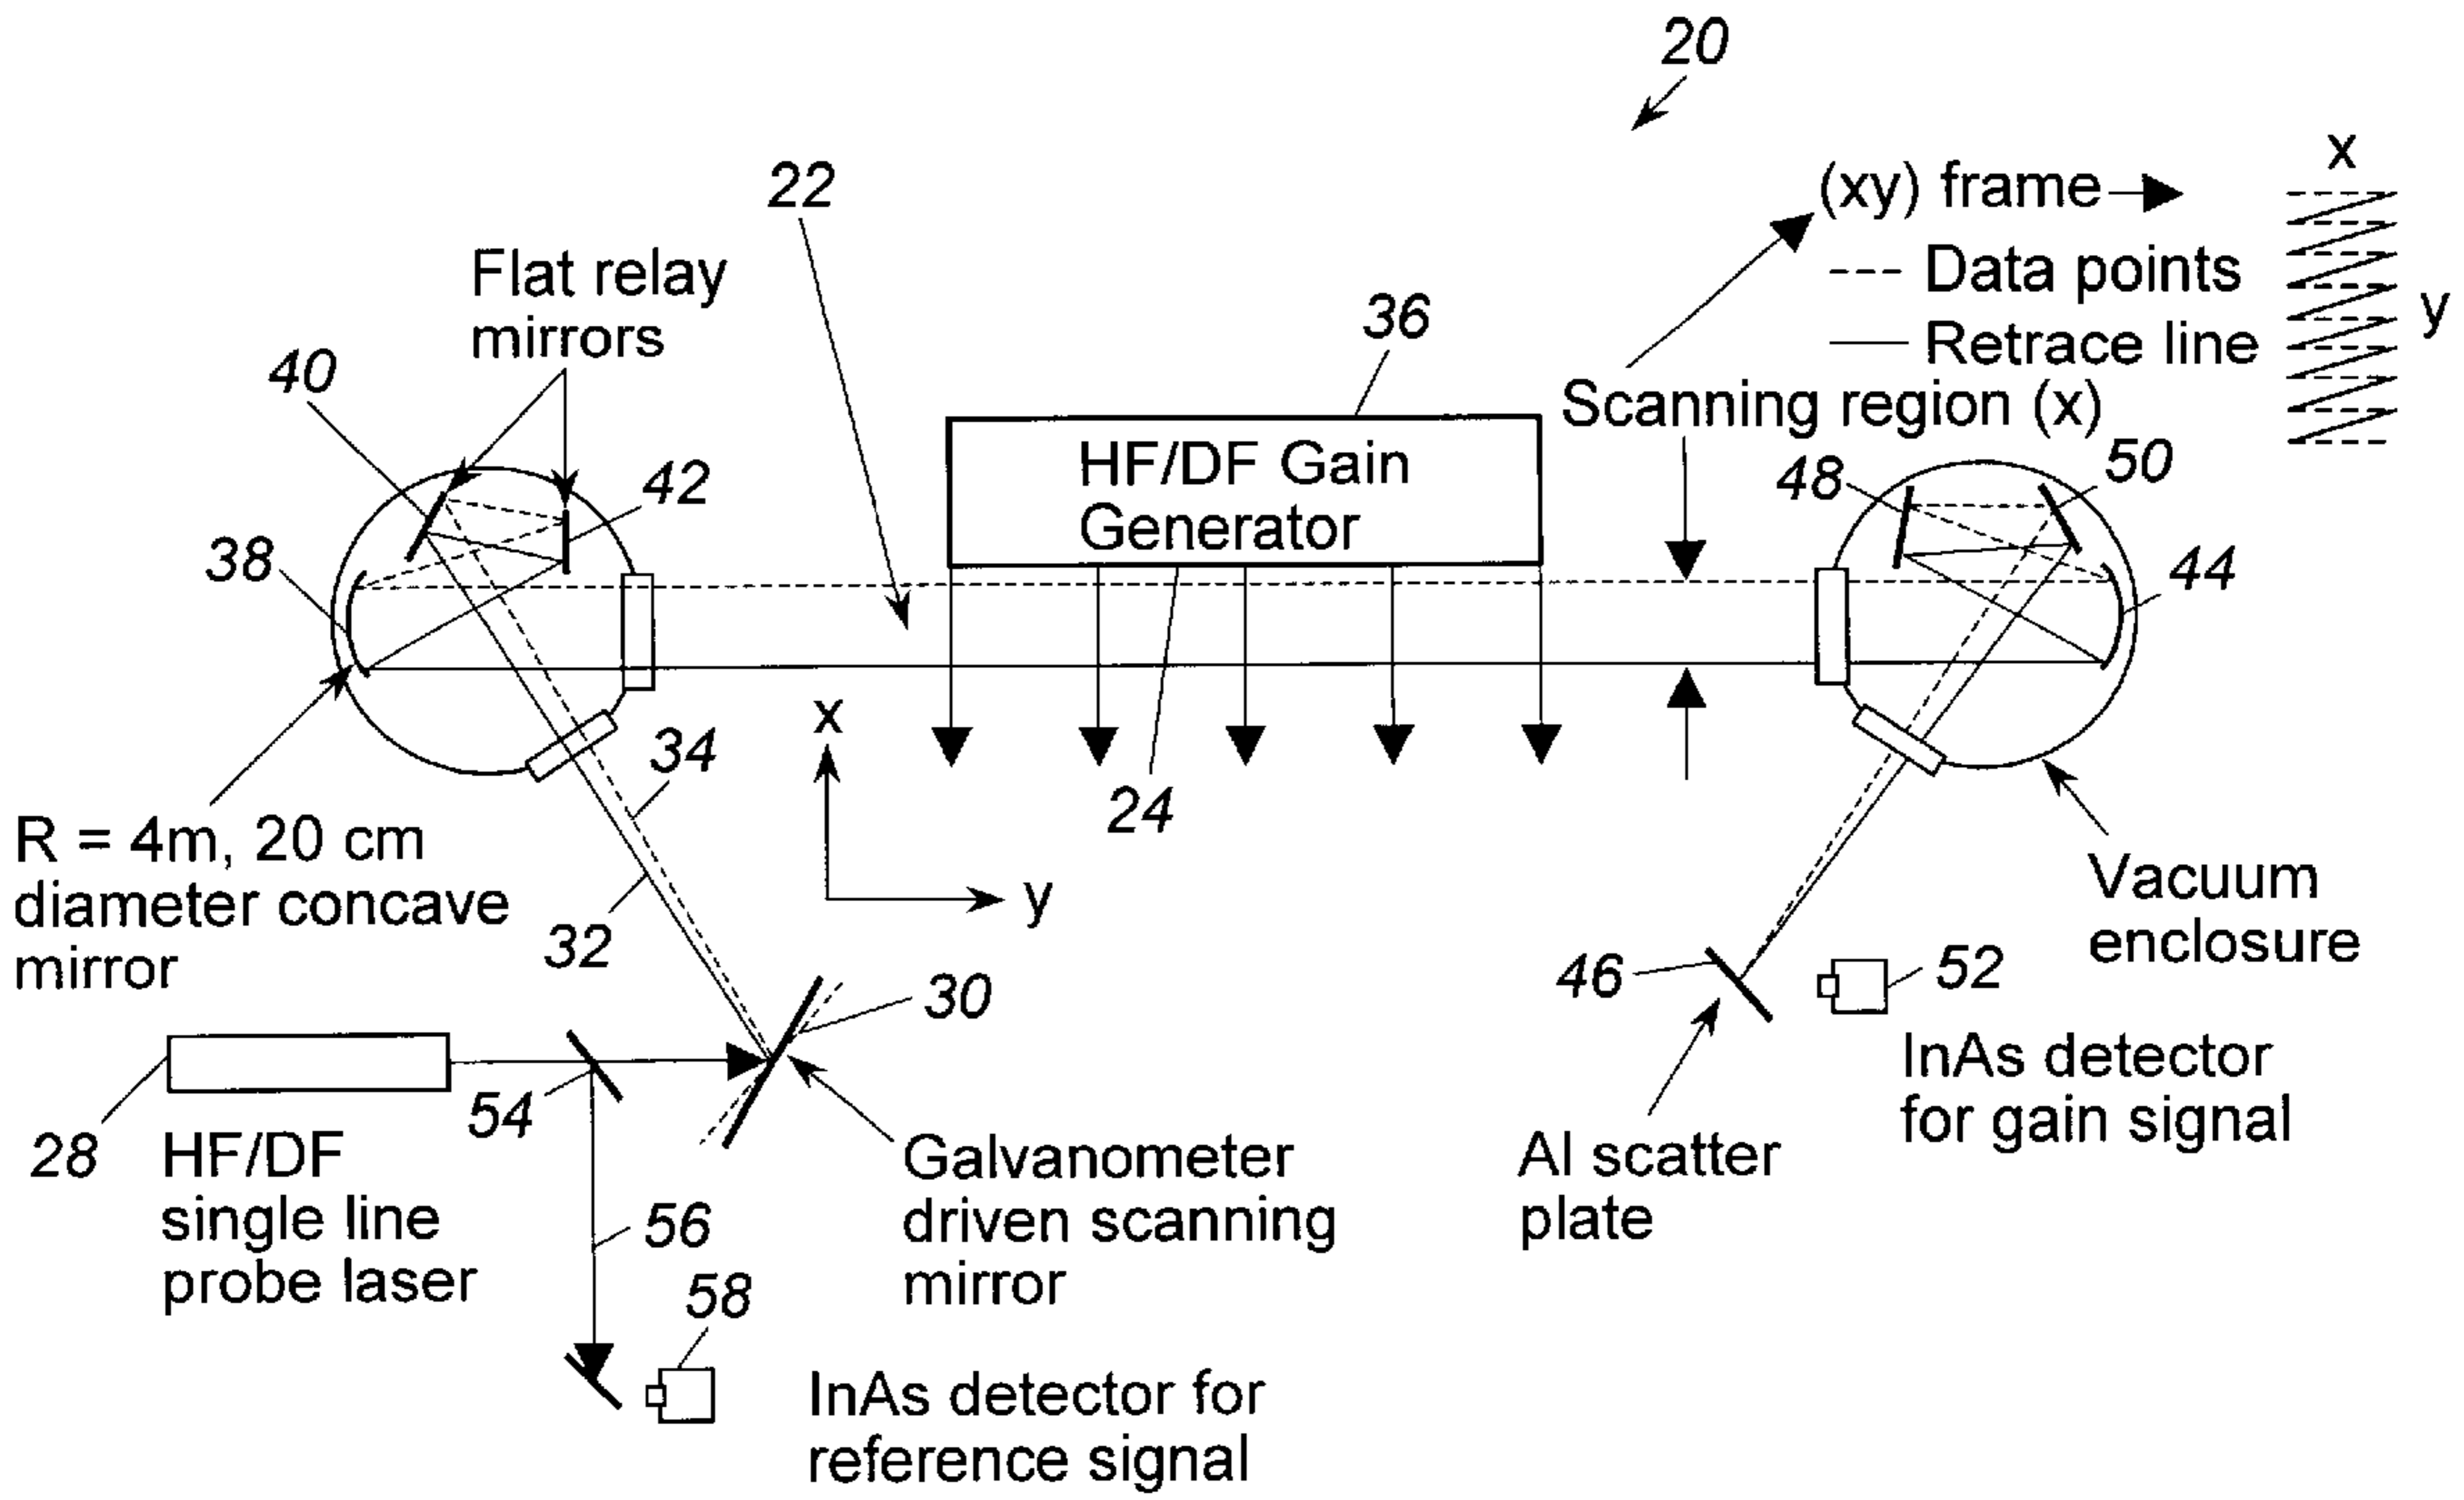 20
x
22
(xy) frame
Flat relay
mirrors
Data points
y
36
Retrace line
40
Scanning region (x)
HF/DF Gain
Generator
42
48
50
38
44
x
34
24
R = 4m, 20 cm
diameter concave
mirror
y
Vacuum
enclosure
32
46
52
30
InAs detector
for gain signal
54
28
HF/DF
single line
probe laser
Galvanometer
driven scanning
mirror
Al scatter
plate
56
58
InAs detector for
reference signal